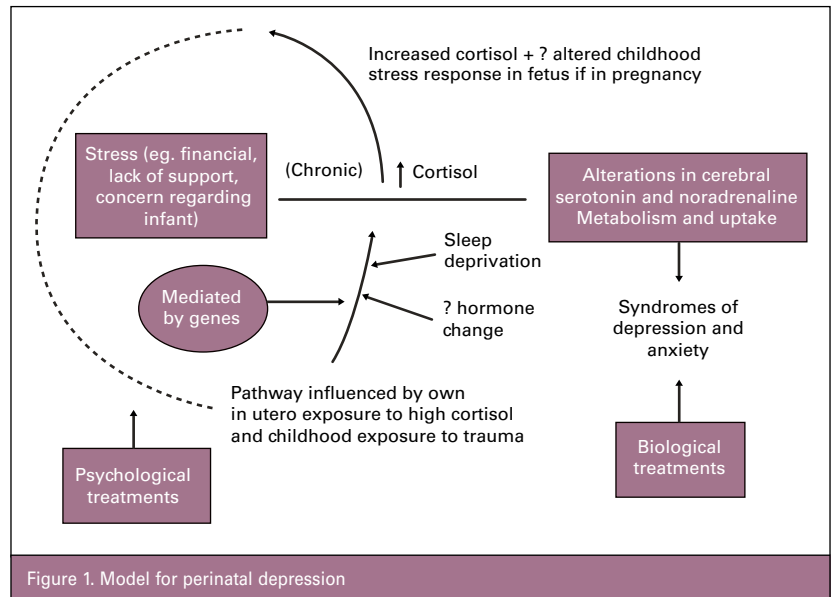 Increased cortisol + ? altered childhood
stress response in fetus if in pregnancy
Stress (eg. financial,
lack of support,
concern regarding
infant)
(Chronic)
Cortisol
Alterations in cerebral
serotonin and noradrenaline
Metabolism and uptake
Sleep
deprivation
Mediated
by genes
? hormone
change
Syndromes of
depression and
anxiety
Pathway influenced by own
in utero exposure to high cortisol
and childhood exposure to trauma
Psychological
treatments
Biological
treatments
Figure 1. Model for perinatal depression